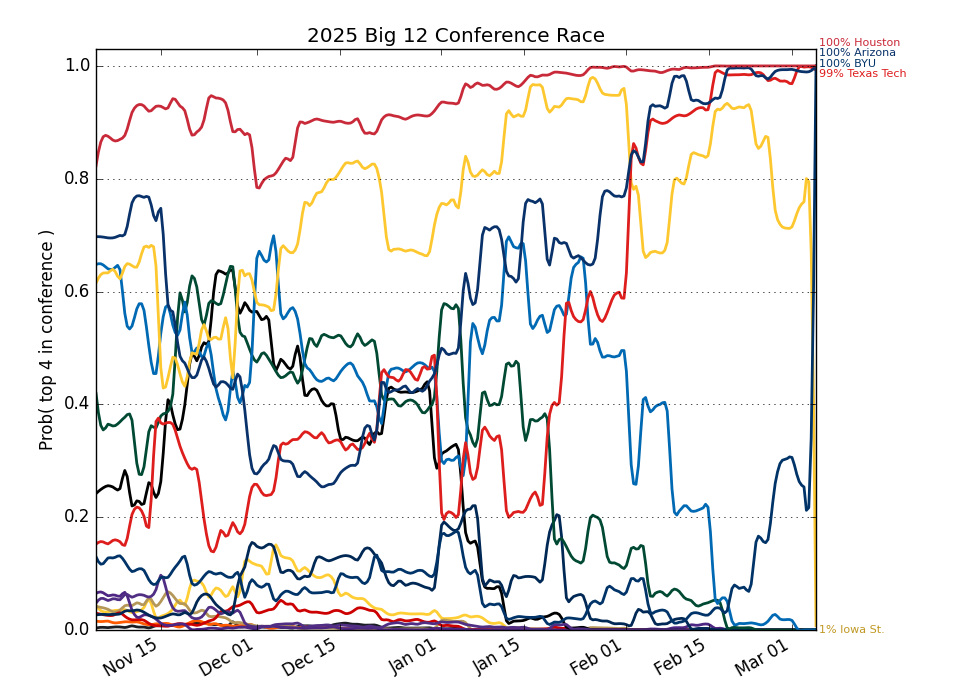 2025 Big 12 Conference Race
100% Houston
100% Arizona
100% BYU
99% Texas Tech
1.0
0.8
0.6
0.4
0.2
0.0
Prob( top 4 in conference )
1% Iowa St.
Nov 15
Dec 01
Dec 15
Jan 01
Jan 15
Feb 01
Feb 15
Mar 01